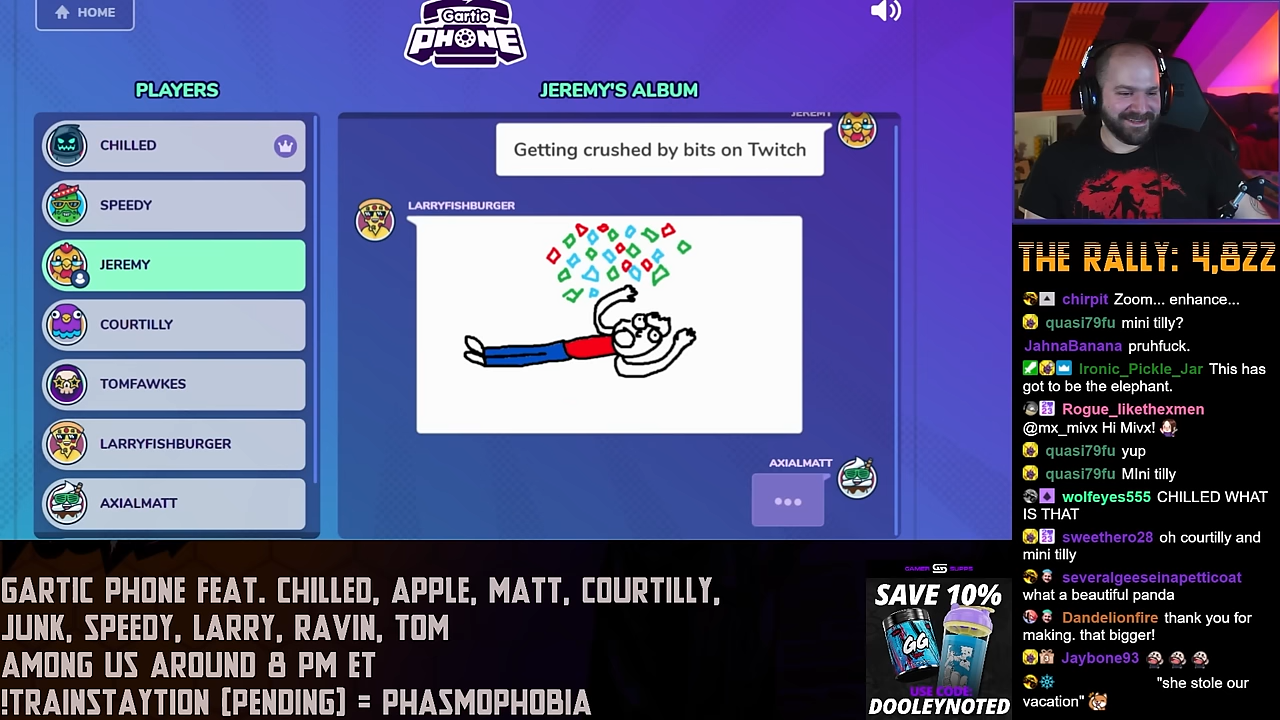 HOME
Gartic
PHONE
PLAYERS
CHILLED
SPEEDY
JEREMY
COURTILLY
TOMFAWKES
LARRYFISHBURGER
AXIALMATT
JEREMY'S ALBUM
JEREMY
Getting crushed by bits on Twitch
LARRYFISHBURGER
AXIALMATT
•••
THE RALLY: 4,822
chirpit Zoom... enhance...
quasi79fu mini tilly?
JahnaBanana pruhfuck.
Ironic_Pickle_Jar This has
got to be the elephant.
Rogue_likethexmen
@mx_mivx Hi Mivx!
quasi79fu yup
quasi79fu MIni tilly
wolfeyes555 CHILLED WHAT
IS THAT
sweethero28 oh courtilly and
mini tilly
severalgeeseinapetticoat
what a beautiful panda
Dandelionfire thank you for
making. that bigger!
Jaybone93
"she stole our
vacation"
GARTIC PHONE FEAT. CHILLED, APPLE, MATT, COURTILLY,
JUNK, SPEEDY, LARRY, RAVIN, TOM
AMONG US AROUND 8 PM ET
!TRAINSTAYTION (PENDING) = PHASMOPHOBIA
GAMER SUPPS
SAVE 10%
GG
USE CODE:
DOOLEYNOTED